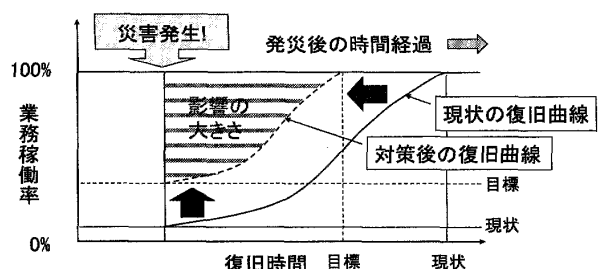 災害発生!
発災後の時間経過
100%
影響の
大きさ
現状の復旧曲線
対策後の復旧曲線
業務稼働率
目標
現状
0%
復旧時間
目標
現状